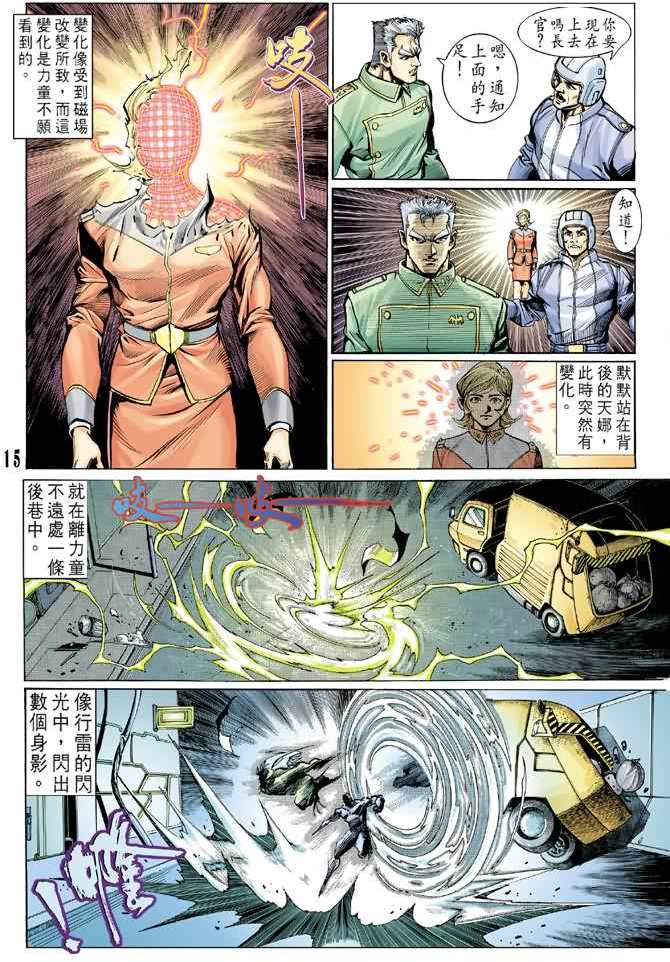 你要
現在
上去
嗎長
官？
嗯，通知
上面的手
足！
知道！
默默站在背
後的天娜，
此時突然有
變化。
變化像受到磁場
改變所致，而這
變化是力童不願
看到的。
吱
15
就在離力童
不遠處一條
後巷中。
吱
吱
像行雷的閃
光中，閃出
數個身影。